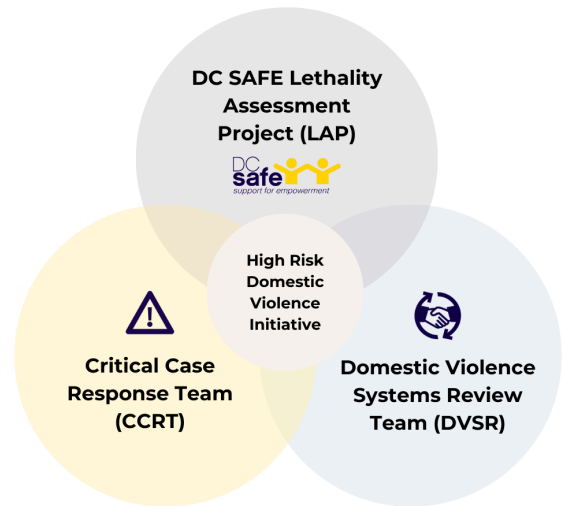 DC SAFE Lethality
Assessment
Project (LAP)
DC
safe
support for empowerment
High Risk
Domestic
Violence
Initiative
Critical Case
Response Team
(CCRT)
Domestic Violence
Systems Review
Team (DVSR)